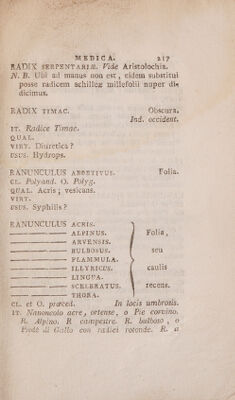 MEDICA. 217
RADIX SERPENTARIÆ. Vide Aristolochia.
N. B. Ubi ad manus non est, eidem substitui
posse radicem schilleæ millefolii nuper di-
dicimus.
RADIX TIMAC. Obscura.
Ind. occident.
IT. Radice Timac.
QUAL.
VIRT. Diuretica?
USUS. Hydrops.
RANUNCULUS ABORTIVUS. Folia.
CL. Polyand. O. Polyg.
QUAL. Acris; vesicans.
VIRT.
USUS. Syphilis?
RANUNCULUS ACRIS.
——— ALPINUS. Folia,
——— ARVENSIS.
——— BULBOSUS. seu
——— FLAMMULA.
——— ILLYRICUS. caulis
——— LINGUA.
——— SCELERATUS. recens.
——— THORA.
CL. et O. præced. In locis umbrosis.
IT. Nanoncolo acre, ortense, o Pie corvino.
R. Alpino. R campestre. R. bulboso, o
Piede di Gallo con radici rotonde. R. a